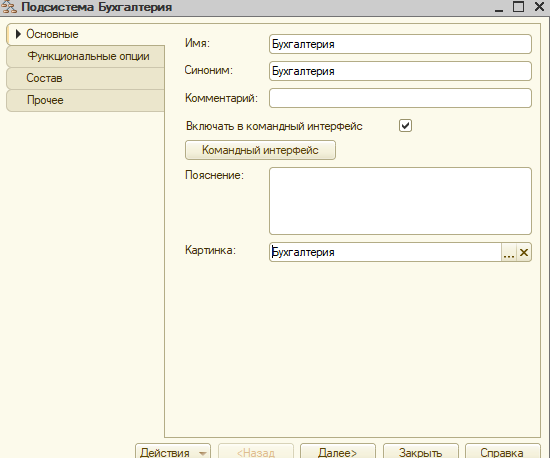 Подсистема Бухгалтерия
Основные
Функциональные опции
Состав
Прочее
Имя: Бухгалтерия
Синоним: Бухгалтерия
Комментарий:
Включать в командный интерфейс
Командный интерфейс
Пояснение:
Картинка: Бухгалтерия ...
Действия <Назад Далее> Закрыть Справка